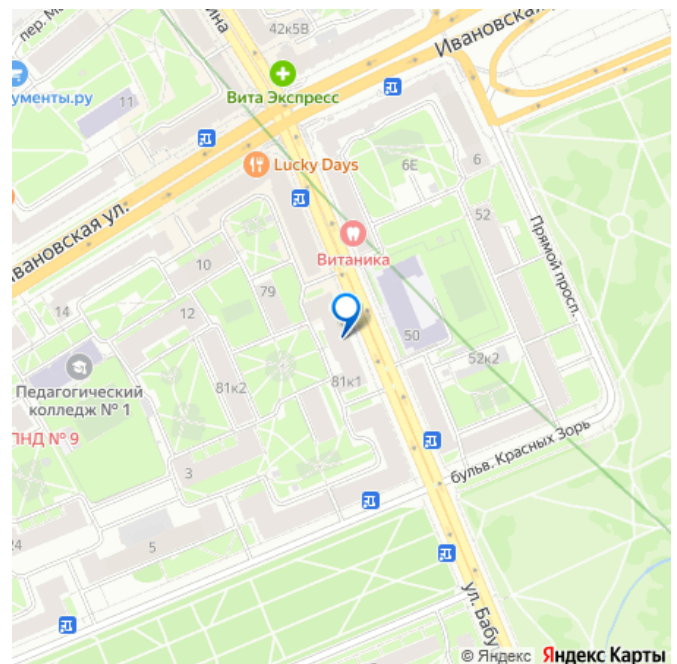 пер. М
ина
42к5В
Ивановская
ументы.ру
11
Вита Экспресс
Lucky Days
6Е
6
52
Ивановская ул.
Витаника
Прямой просп.
10
79
14
12
50
52к2
Педагогический
колледж № 1
81к2
81к1
ПНД № 9
3
бульв. Красных Зорь
24
5
ул. Бабу
© Яндекс Яндекс Карты